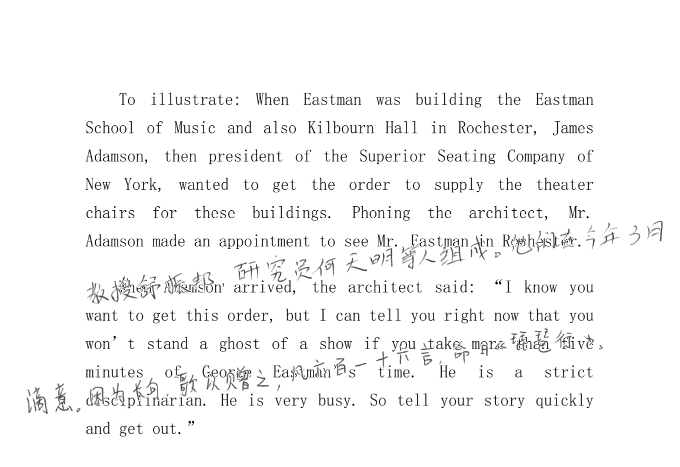 To illustrate: When Eastman was building the Eastman
School of Music and also Kilbourn Hall in Rochester, James
Adamson, then president of the Superior Seating Company of
New York, wanted to get the order to supply the theater
chairs for these buildings. Phoning the architect, Mr.
Adamson made an appointment to see Mr. Eastman in Rochester.
教授舒振邦、研究员何天明等人组成。他们在今年3月
When Adamson arrived, the architect said: “I know you
want to get this order, but I can tell you right now that you
won’t stand a ghost of a show if you take more than five
minutes of George Eastman’s time. He is a strict
滴意。因为长句，歌以赠之，凡六百一十六言，命曰《琵琶行》。
disciplinarian. He is very busy. So tell your story quickly
and get out.”